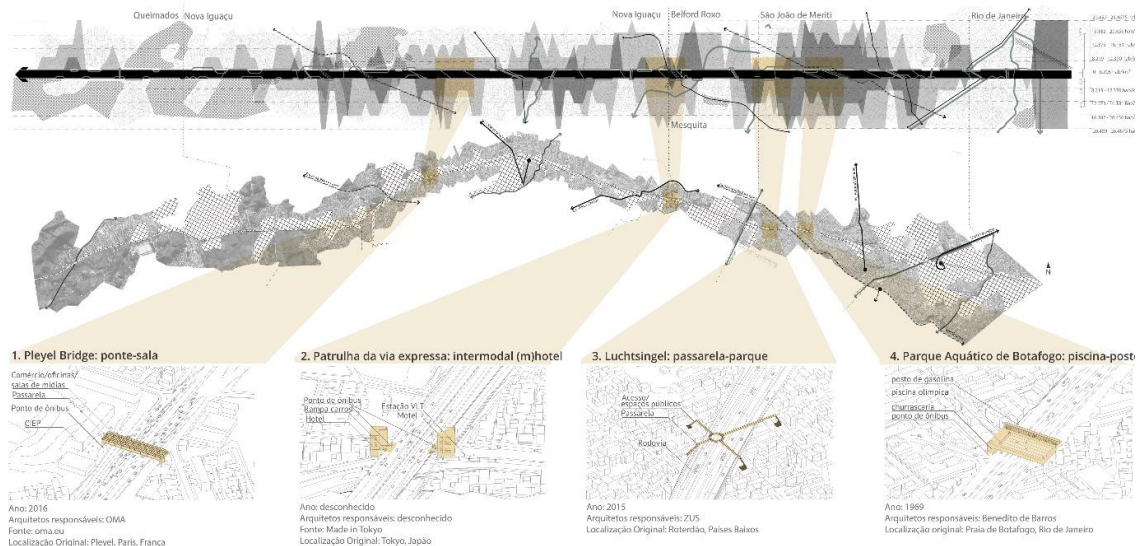 Queimados Nova Iguaçu
Nova Iguaçu Belford Roxo
São João de Meriti
Rio de Janeiro
Mesquita
N
1. Pleyel Bridge: ponte-sala
Comércio/oficinas/
salas de mídias
Passarela
Ponto de ônibus
CIEP
Ano: 2016
Arquitetos responsáveis: OMA
Fonte: oma.eu
Localização Original: Pleyel, Paris, França
2. Patrulha da via expressa: intermodal (m)hotel
Ponto de ônibus
Rampa carros
Hotel
Estação VLT
Motel
Ano: desconhecido
Arquitetos responsáveis: desconhecido
Fonte: Made in Tokyo
Localização Original: Tokyo, Japão
3. Luchtsingel: passarela-parque
Acesso/
espaços públicos
Passarela
Rodovia
Ano: 2015
Arquitetos responsáveis: ZUS
Localização Original: Roterdão, Países Baixos
4. Parque Aquático de Botafogo: piscina-posto
posto de gasolina
piscina olímpica
churrascaria
ponto de ônibus
Ano: 1969
Arquitetos responsáveis: Benedito de Barros
Localização original: Praia de Botafogo, Rio de Janeiro